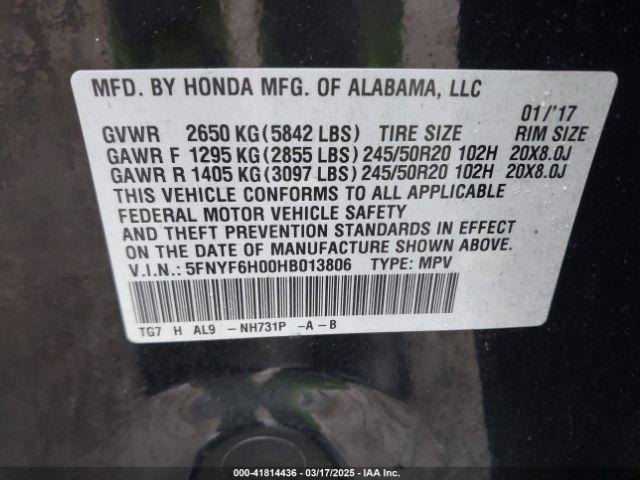 MFD. BY HONDA MFG. OF ALABAMA, LLC
01/'17
GVWR 2650 KG(5842 LBS) TIRE SIZE RIM SIZE
GAWR F 1295 KG(2855 LBS) 245/50R20 102H 20X8.0J
GAWR R 1405 KG(3097 LBS) 245/50R20 102H 20X8.0J
THIS VEHICLE CONFORMS TO ALL APPLICABLE
FEDERAL MOTOR VEHICLE SAFETY
AND THEFT PREVENTION STANDARDS IN EFFECT
ON THE DATE OF MANUFACTURE SHOWN ABOVE.
V.I.N.: 5FNYF6H00HB013806 TYPE: MPV
TG7 H AL9 -NH731P -A-B
000-41814436 - 03/17/2025 - IAA Inc.